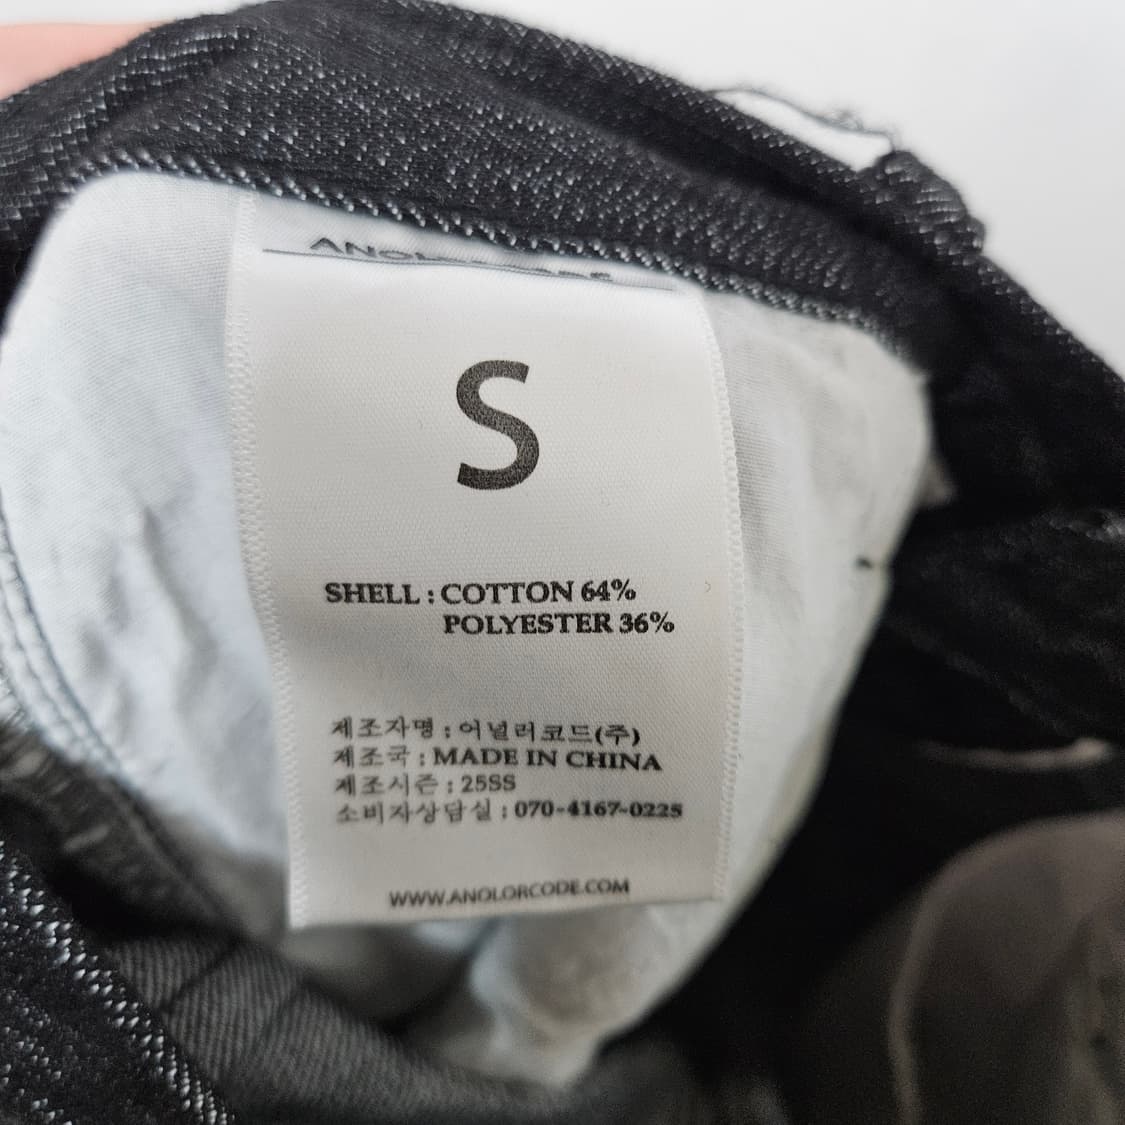 ANOLORCODE
S
SHELL : COTTON 64%
POLYESTER 36%
제조자명 : 어널러코드(주)
제조국 : MADE IN CHINA
제조시즌 : 25SS
소비자상담실 : 070-4167-0225
WWW.ANOLORCODE.COM